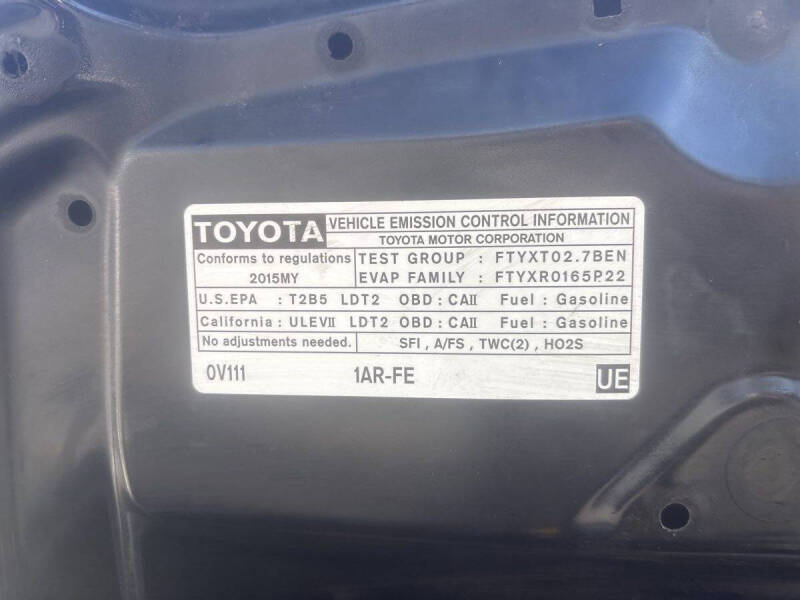 TOYOTA VEHICLE EMISSION CONTROL INFORMATION
TOYOTA MOTOR CORPORATION
Conforms to regulations TEST GROUP : FTYXT02.7BEN
2015MY EVAP FAMILY : FTYXR0165P22
U.S.EPA : T2B5 LDT2 OBD : CAII Fuel : Gasoline
California : ULEVII LDT2 OBD : CAII Fuel : Gasoline
No adjustments needed. SFI , A/FS , TWC(2) , HO2S
0V111 1AR-FE UE